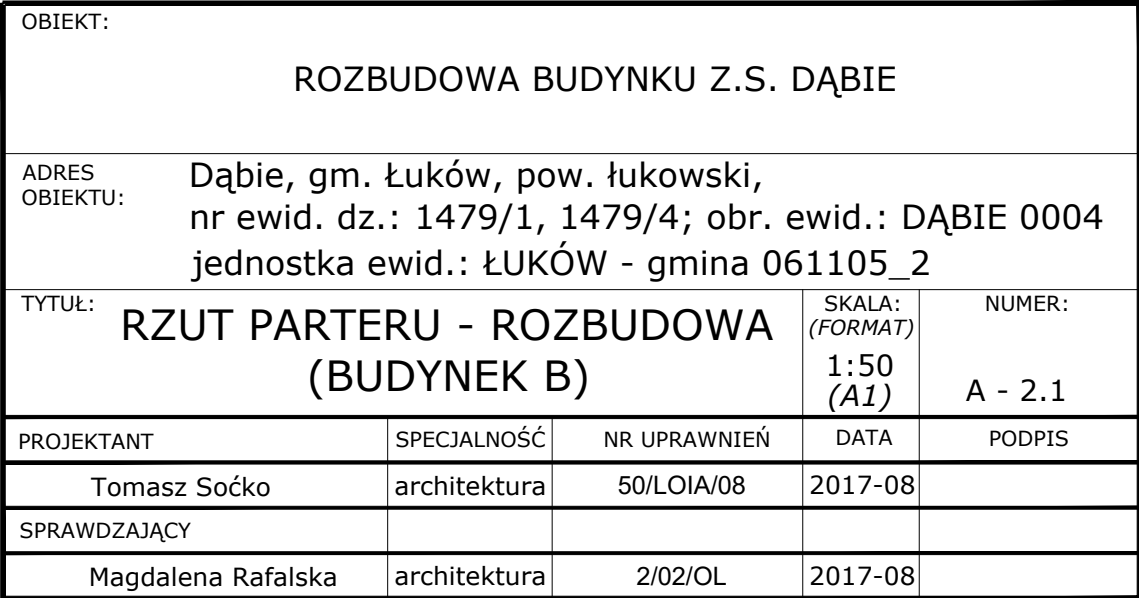 OBIEKT:
ROZBUDOWA BUDYNKU Z.S. DĄBIE
ADRES
OBIEKTU:
Dąbie, gm. Łuków, pow. łukowski,
nr ewid. dz.: 1479/1, 1479/4; obr. ewid.: DĄBIE 0004
jednostka ewid.: ŁUKÓW - gmina 061105_2
TYTUŁ:
RZUT PARTERU - ROZBUDOWA
(BUDYNEK B)
SKALA:
(FORMAT)
1:50
(A1)
NUMER:
A - 2.1
PROJEKTANT SPECJALNOŚĆ NR UPRAWNIEŃ DATA PODPIS
Tomasz Soćko architektura 50/LOIA/08 2017-08
SPRAWDZAJĄCY
Magdalena Rafalska architektura 2/02/OL 2017-08